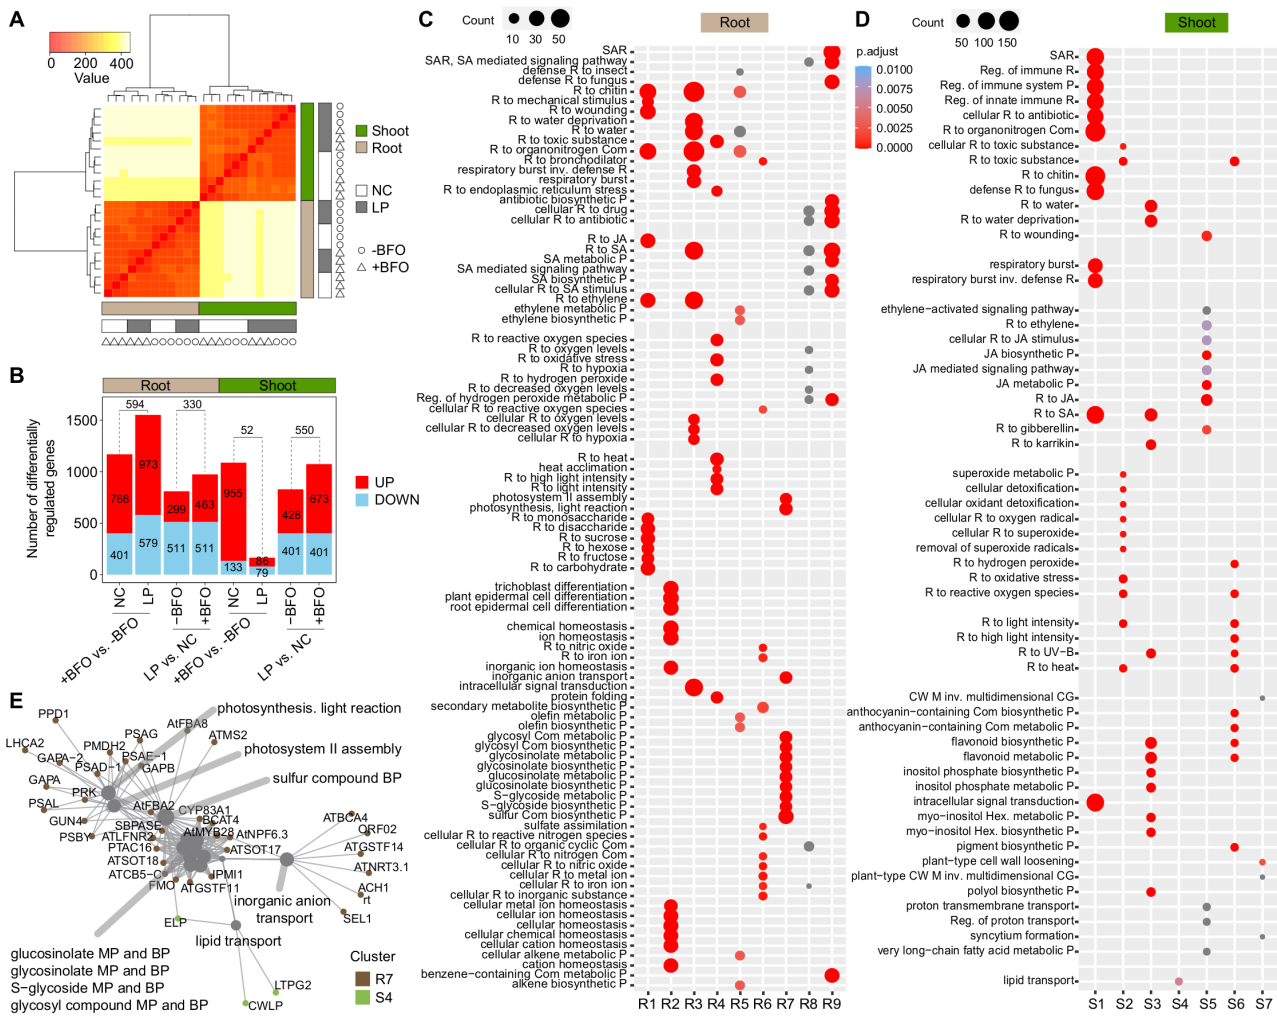 A
0 200 400
Value
Shoot
Root
NC
LP
-BFO
+BFO
B
Root
Shoot
594
330
52
550
1500
1000
500
0
Number of differentially
regulated genes
768
973
299
463
955
86
428
673
401
579
511
511
133
79
401
401
UP
DOWN
NC
LP
-BFO
+BFO
NC
LP
-BFO
+BFO
+BFO vs. -BFO
LP vs. NC
+BFO vs. -BFO
LP vs. NC
C
Count
10 30 50
Root
SAR
SAR, SA mediated signaling pathway
defense R to insect
defense R to fungus
R to chitin
R to mechanical stimulus
R to wounding
R to water deprivation
R to water
R to toxic substance
R to organonitrogen Com
R to bronchodilator
respiratory burst inv. defense R
respiratory burst
R to endoplasmic reticulum stress
antibiotic biosynthetic P
cellular R to drug
cellular R to antibiotic
R to JA
R to SA
SA metabolic P
SA mediated signaling pathway
SA biosynthetic P
cellular R to SA stimulus
R to ethylene
ethylene metabolic P
ethylene biosynthetic P
R to reactive oxygen species
R to oxygen levels
R to oxidative stress
R to hypoxia
R to hydrogen peroxide
R to decreased oxygen levels
Reg. of hydrogen peroxide metabolic P
cellular R to reactive oxygen species
cellular R to oxygen levels
cellular R to decreased oxygen levels
cellular R to hypoxia
R to heat
heat acclimation
R to high light intensity
R to light intensity
photosystem II assembly
photosynthesis, light reaction
R to monosaccharide
R to disaccharide
R to sucrose
R to hexose
R to fructose
R to carbohydrate
trichoblast differentiation
plant epidermal cell differentiation
root epidermal cell differentiation
chemical homeostasis
ion homeostasis
R to nitric oxide
R to iron ion
inorganic ion homeostasis
inorganic anion transport
intracellular signal transduction
protein folding
secondary metabolite biosynthetic P
olefin metabolic P
olefin biosynthetic P
glycosyl Com metabolic P
glycosyl Com biosynthetic P
glycosinolate metabolic P
glycosinolate biosynthetic P
glucosinolate metabolic P
glucosinolate biosynthetic P
S-glycoside metabolic P
S-glycoside biosynthetic P
sulfur Com biosynthetic P
sulfate assimilation
cellular R to reactive nitrogen species
cellular R to organic cyclic Com
cellular R to nitrogen Com
cellular R to nitric oxide
cellular R to metal ion
cellular R to iron ion
cellular R to inorganic substance
cellular metal ion homeostasis
cellular ion homeostasis
cellular homeostasis
cellular chemical homeostasis
cellular cation homeostasis
cellular alkene metabolic P
cation homeostasis
benzene-containing Com metabolic P
alkene biosynthetic P
R1 R2 R3 R4 R5 R6 R7 R8 R9
p.adjust
0.0100
0.0075
0.0050
0.0025
0.0000
D
Count
50 100 150
Shoot
SAR
Reg. of immune R
Reg. of immune system P
Reg. of innate immune R
cellular R to antibiotic
R to organonitrogen Com
cellular R to toxic substance
R to toxic substance
R to chitin
defense R to fungus
R to water
R to water deprivation
R to wounding
respiratory burst
respiratory burst inv. defense R
ethylene-activated signaling pathway
R to ethylene
cellular R to JA stimulus
JA biosynthetic P
JA mediated signaling pathway
JA metabolic P
R to JA
R to SA
R to gibberellin
R to karrikin
superoxide metabolic P
cellular detoxification
cellular oxidant detoxification
cellular R to oxygen radical
cellular R to superoxide
removal of superoxide radicals
R to hydrogen peroxide
R to oxidative stress
R to reactive oxygen species
R to light intensity
R to high light intensity
R to UV-B
R to heat
CW M inv. multidimensional CG
anthocyanin-containing Com biosynthetic P
anthocyanin-containing Com metabolic P
flavonoid biosynthetic P
flavonoid metabolic P
inositol phosphate biosynthetic P
inositol phosphate metabolic P
intracellular signal transduction
myo-inositol Hex. metabolic P
myo-inositol Hex. biosynthetic P
pigment biosynthetic P
plant-type cell wall loosening
plant-type CW M inv. multidimensional CG
polyol biosynthetic P
proton transmembrane transport
Reg. of proton transport
syncytium formation
very long-chain fatty acid metabolic P
lipid transport
S1 S2 S3 S4 S5 S6 S7
E
photosynthesis. light reaction
photosystem II assembly
sulfur compound BP
PPD1
AtFBA8
PSAG
ATMS2
LHCA2
PMDH2
GAPA-2
PSAE-1
PSAD-1
GAPB
GAPA
PRK
PSAL
AtFBA2
CYP83A1
GUN4
BCAT4
SBPASE
PSBY
ATLFNR2
AtMYB28
AtNPF6.3
PTAC16
ATSOT17
ATSOT18
ATCB5-C
IPMI1
FMO
ATGSTF11
ATBCA4
ORF02
ATGSTF14
ATNRT3.1
ACH1
rt
SEL1
inorganic anion
transport
ELP
lipid transport
LTPG2
CWLP
glucosinolate MP and BP
glycosinolate MP and BP
S-glycoside MP and BP
glycosyl compound MP and BP
Cluster
R7
S4